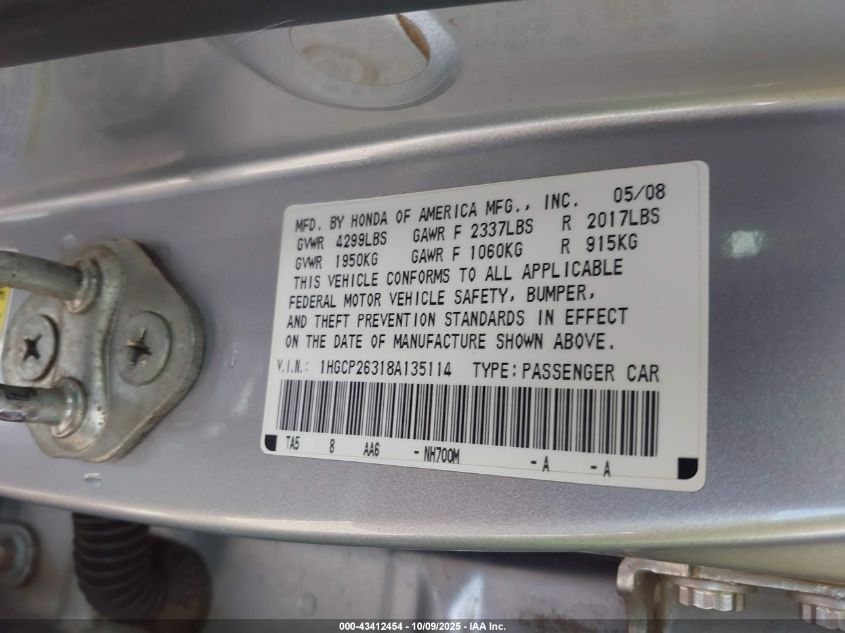 MFD. BY HONDA OF AMERICA MFG., INC. 05/08
GVWR 4299LBS GAWR F 2337LBS R 2017LBS
GVWR 1950KG GAWR F 1060KG R 915KG
THIS VEHICLE CONFORMS TO ALL APPLICABLE
FEDERAL MOTOR VEHICLE SAFETY, BUMPER,
AND THEFT PREVENTION STANDARDS IN EFFECT
ON THE DATE OF MANUFACTURE SHOWN ABOVE.
V.I.N.: 1HGCP26318A135114 TYPE: PASSENGER CAR
TA5 8 AA6 - NH700M - A - A
000-43412454 - 10/09/2025 - IAA Inc.